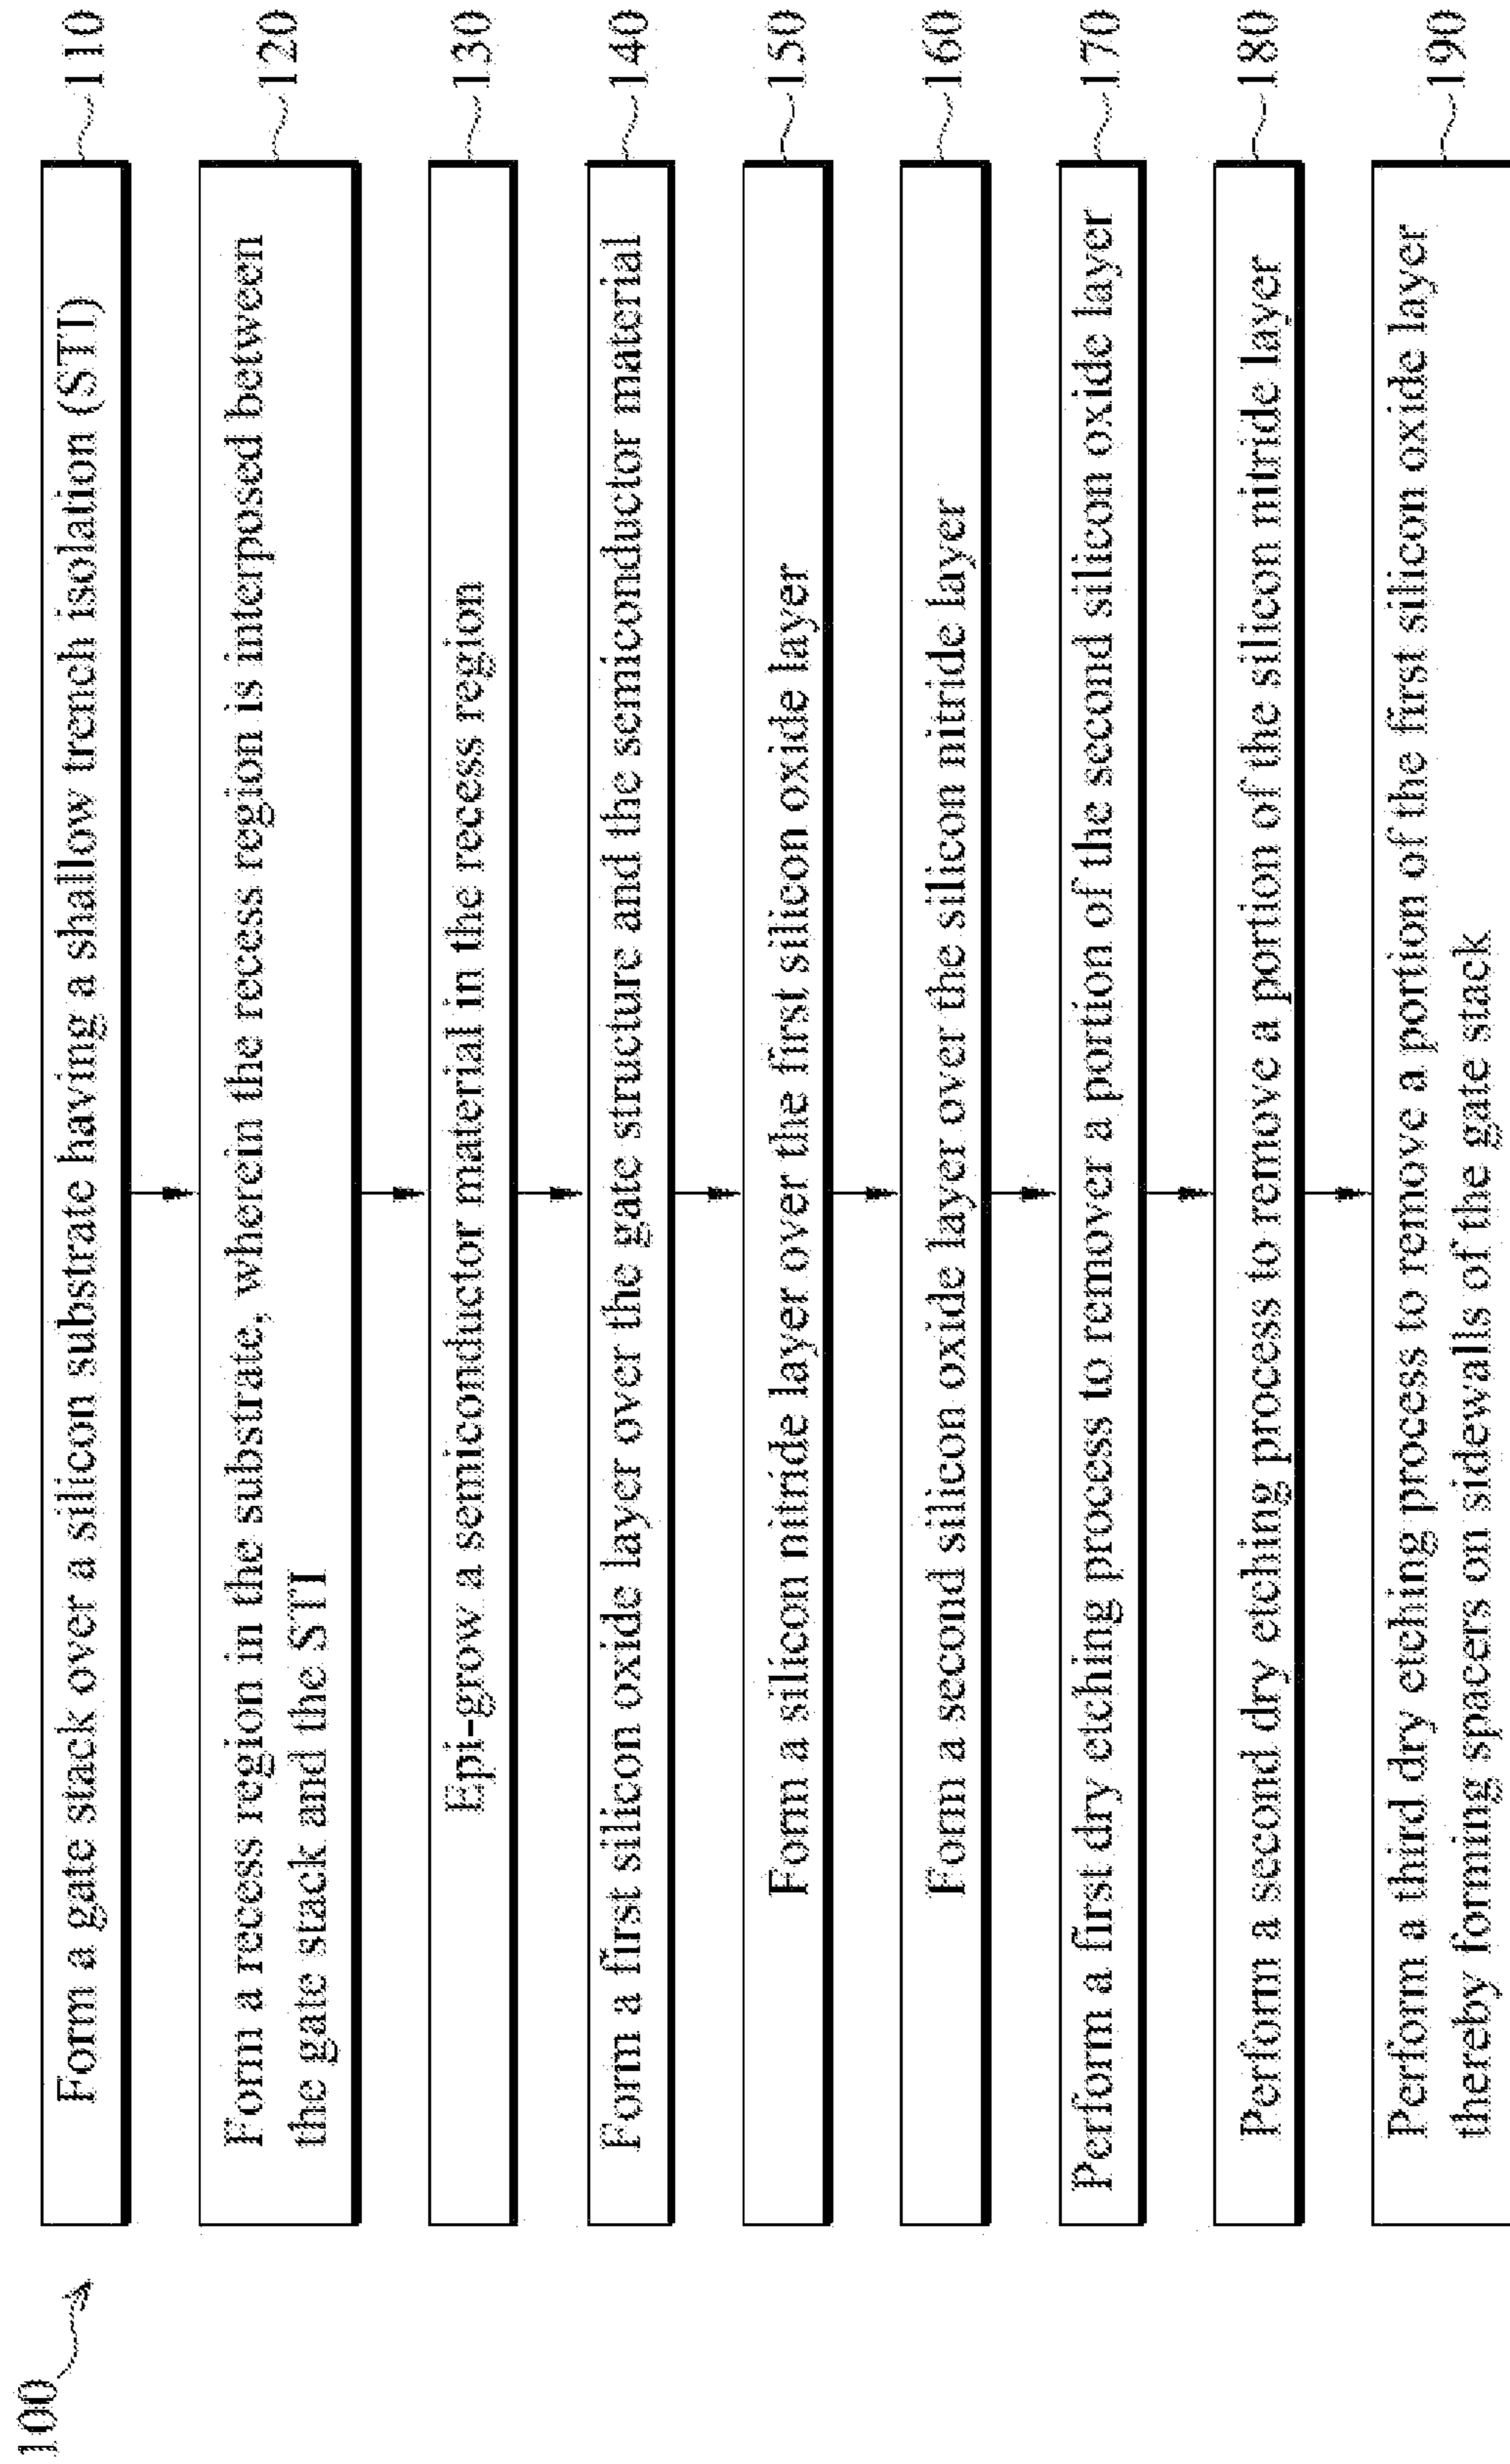 100
Form a gate stack over a silicon substrate having a shallow trench isolation (STI)
110
Form a recess region in the substrate, wherein the recess region is interposed between
the gate stack and the STI
120
Epi-grow a semiconductor material in the recess region
130
Form a first silicon oxide layer over the gate structure and the semiconductor material
140
Form a silicon nitride layer over the first silicon oxide layer
150
Form a second silicon oxide layer over the silicon nitride layer
160
Perform a first dry etching process to remover a portion of the second silicon oxide layer
170
Perform a second dry etching process to remove a portion of the silicon nitride layer
180
Perform a third dry etching process to remove a portion of the first silicon oxide layer
thereby forming spacers on sidewalls of the gate stack
190